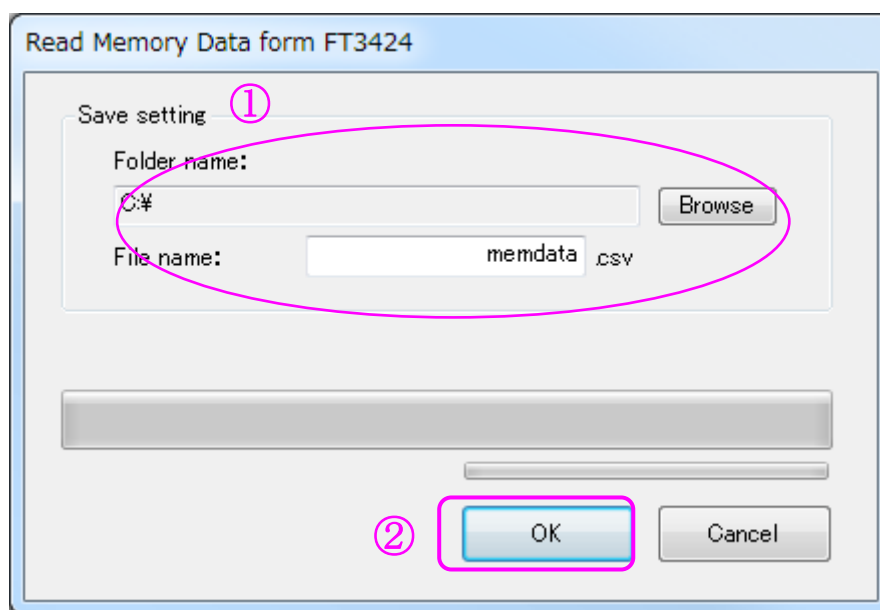 Read Memory Data form FT3424
Save setting ①
Folder name:
C:¥
Browse
File name: memdata .csv
② OK Cancel